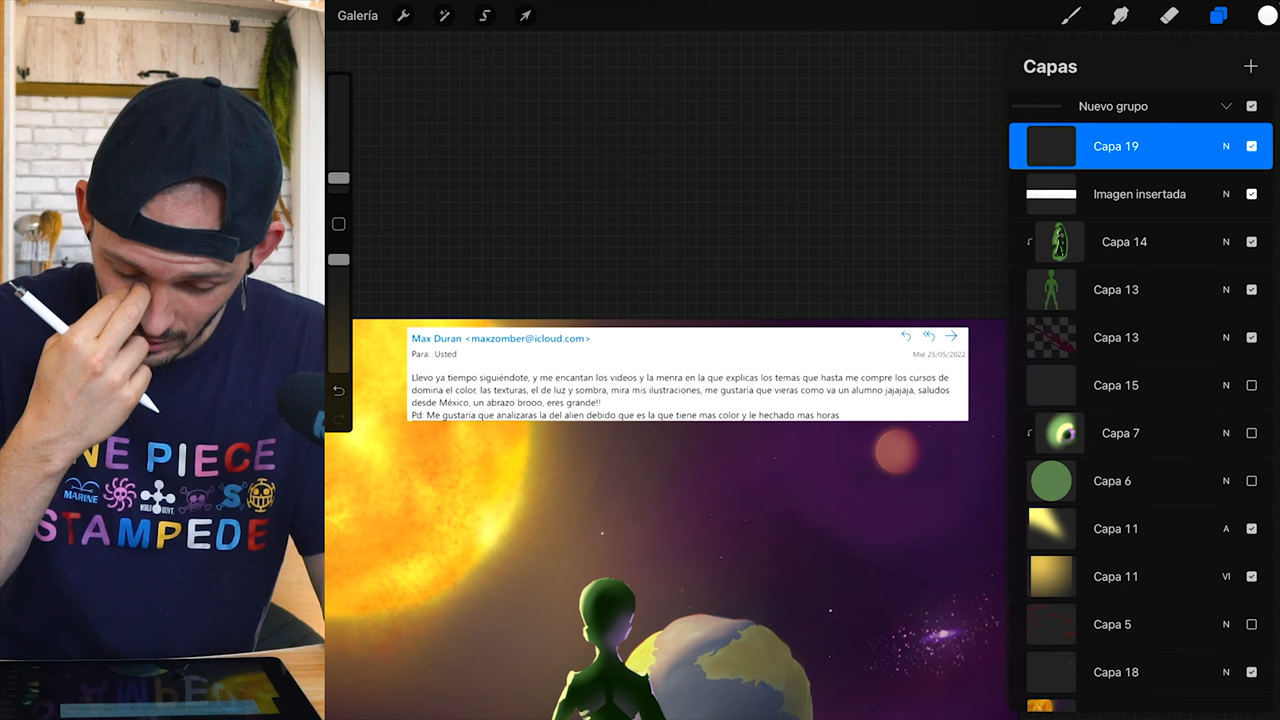 Galería
Capas
Nuevo grupo
Capa 19 N
Imagen insertada N
Capa 14 N
Capa 13 N
Capa 13 N
Capa 15 N
Capa 7 N
Capa 6 N
Capa 11 A
Capa 11 VI
Capa 5 N
Capa 18 N
Max Duran <maxzomber@icloud.com>
Para: Usted
Mié 25/05/2022
Llevo ya tiempo siguiéndote, y me encantan los videos y la menra en la que explicas los temas que hasta me compre los cursos de
domina el color, las texturas, el de luz y sombra, mira mis ilustraciones, me gustaria que vieras como va un alumno jajajaja, saludos
desde México, un abrazo brooo, eres grande!!
Pd: Me gustaria que analizaras la del alien debido que es la que tiene mas color y le hechado mas horas
ONE PIECE
MARINE
WORLD GOVT.
STAMPEDE